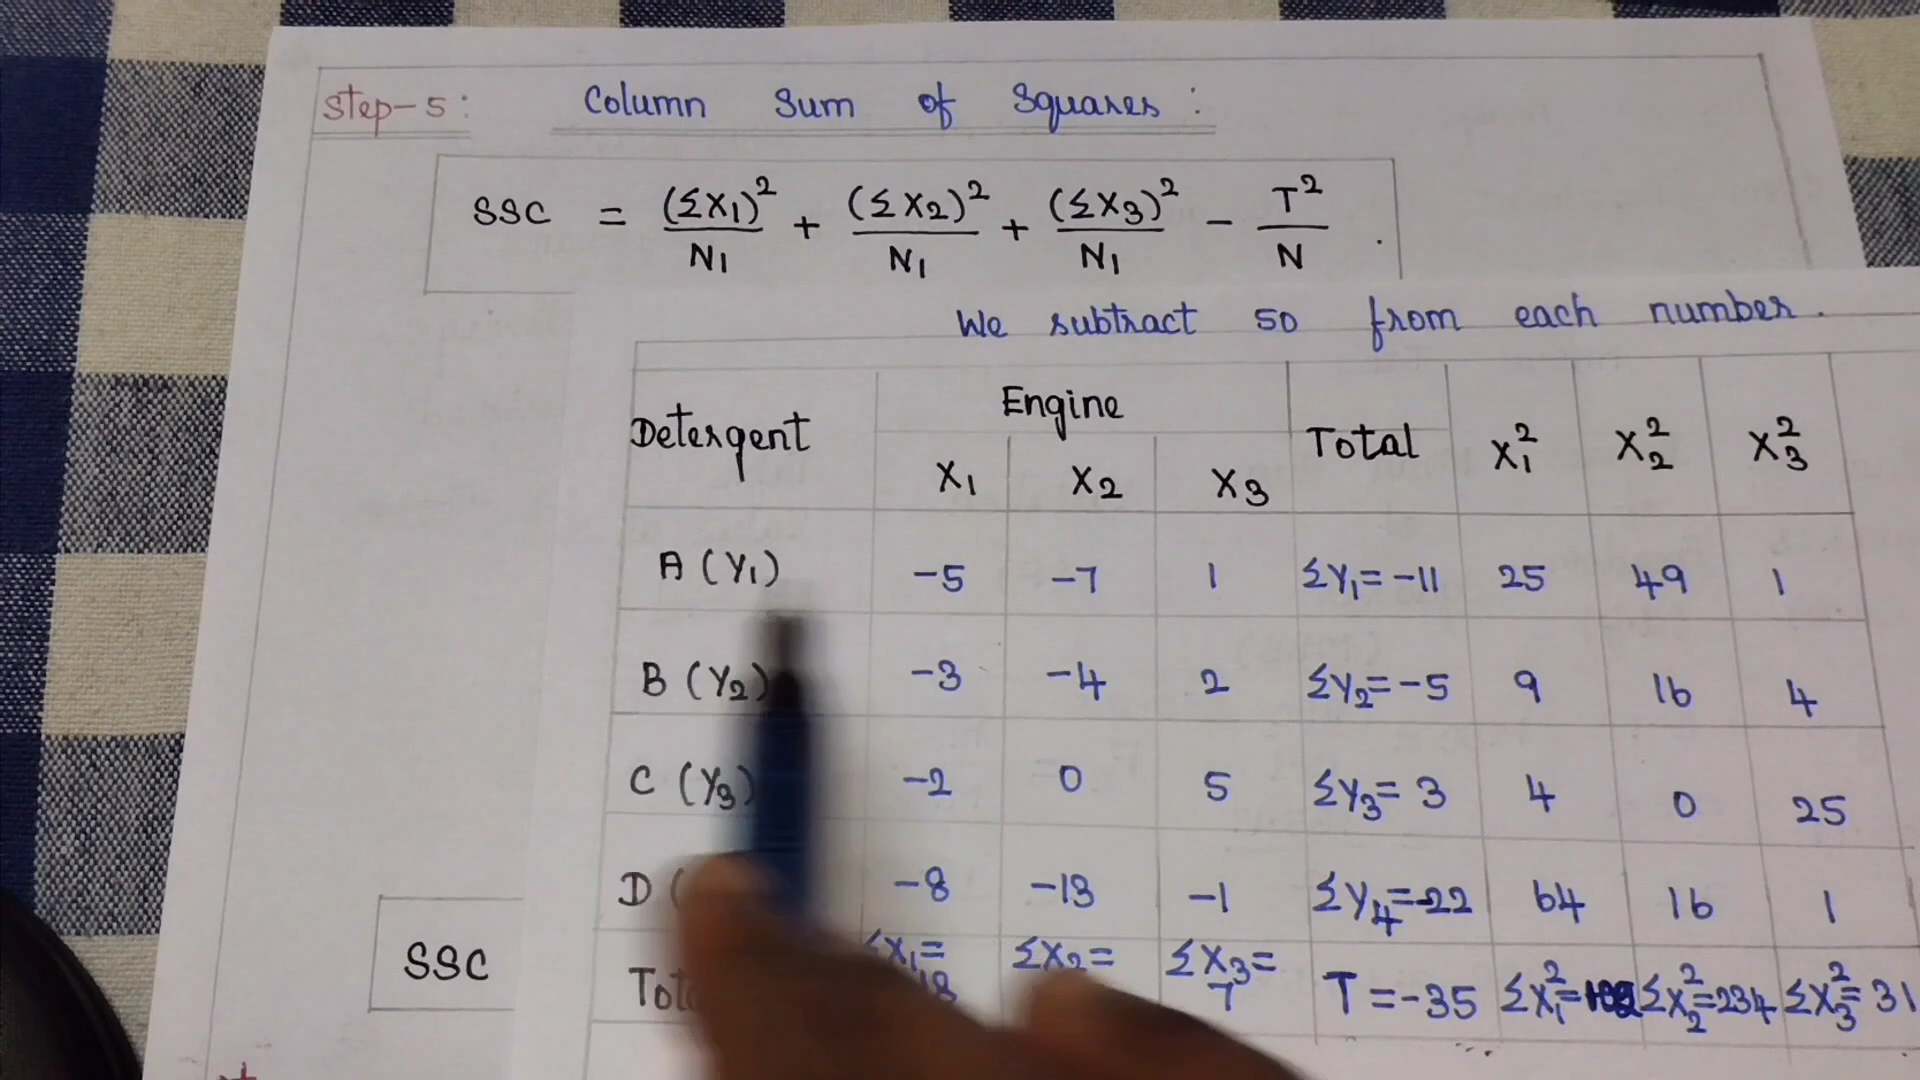 Step-5: Column Sum of Squares:
SSC = (ΣX1)²/N1 + (ΣX2)²/N1 + (ΣX3)²/N1 - T²/N .
We subtract 50 from each number.
Detergent Engine Total X1² X2² X3²
X1 X2 X3
A (Y1) -5 -7 1 ΣY1=-11 25 49 1
B (Y2) -3 -4 2 ΣY2=-5 9 16 4
C (Y3) -2 0 5 ΣY3=3 4 0 25
D ( -8 -13 -1 ΣY4=-22 64 16 1
ΣX1= 18 ΣX2= ΣX3= 7 T=-35 ΣX1²= ΣX2²=234 ΣX3²=31
SSC